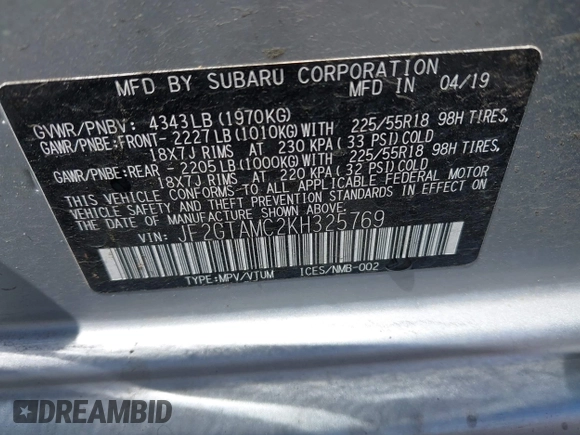 MFD BY SUBARU CORPORATION
MFD IN 04/19
GVWR/PNBV: 4343LB (1970KG)
GAWR/PNBE:FRONT- 2227LB(1010KG)WITH 225/55R18 98H TIRES,
18X7J RIMS AT 230 KPA(33 PSI)COLD
GAWR/PNBE:REAR - 2205LB(1000KG)WITH 225/55R18 98H TIRES,
18X7J RIMS AT 220 KPA(32 PSI)COLD
THIS VEHICLE CONFORMS TO ALL APPLICABLE FEDERAL MOTOR
VEHICLE SAFETY AND THEFT PREVENTION STANDARDS IN EFFECT ON
THE DATE OF MANUFACTURE SHOWN ABOVE.
VIN: JF2GTAMC2KH325769
TYPE:MPV/VTUM ICES/NMB-002
DREAMBID